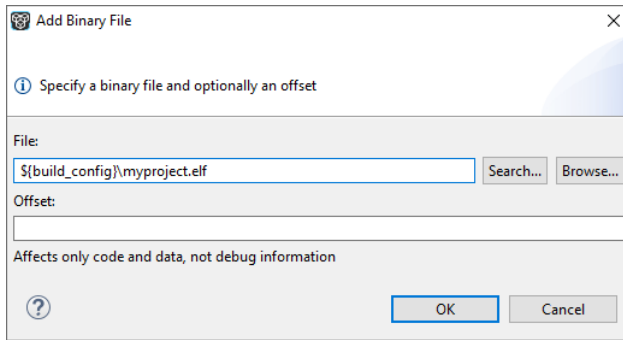 Add Binary File
Specify a binary file and optionally an offset
File:
${build_config}\myproject.elf
Search...
Browse...
Offset:
Affects only code and data, not debug information
OK
Cancel